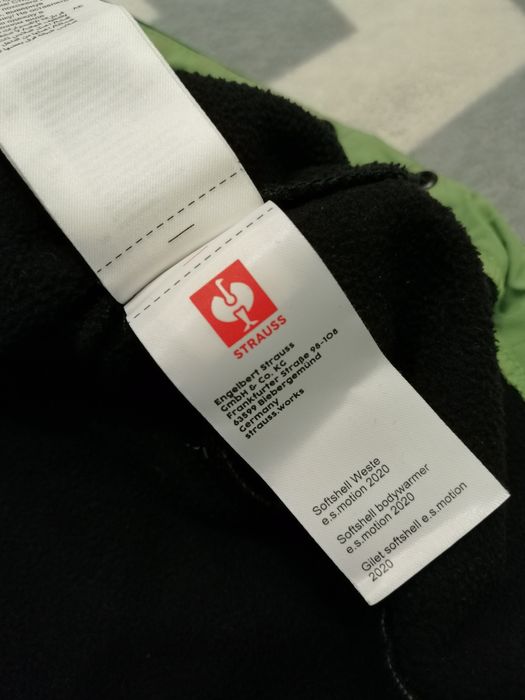 STRAUSS
Engelbert Strauss
GmbH & Co. KG
Frankfurter Straße 98-108
63599 Biebergemünd
Germany
strauss.works
Softshell Weste
e.s.motion 2020
Softshell bodywarmer
e.s.motion 2020
Gilet softshell e.s.motion
2020